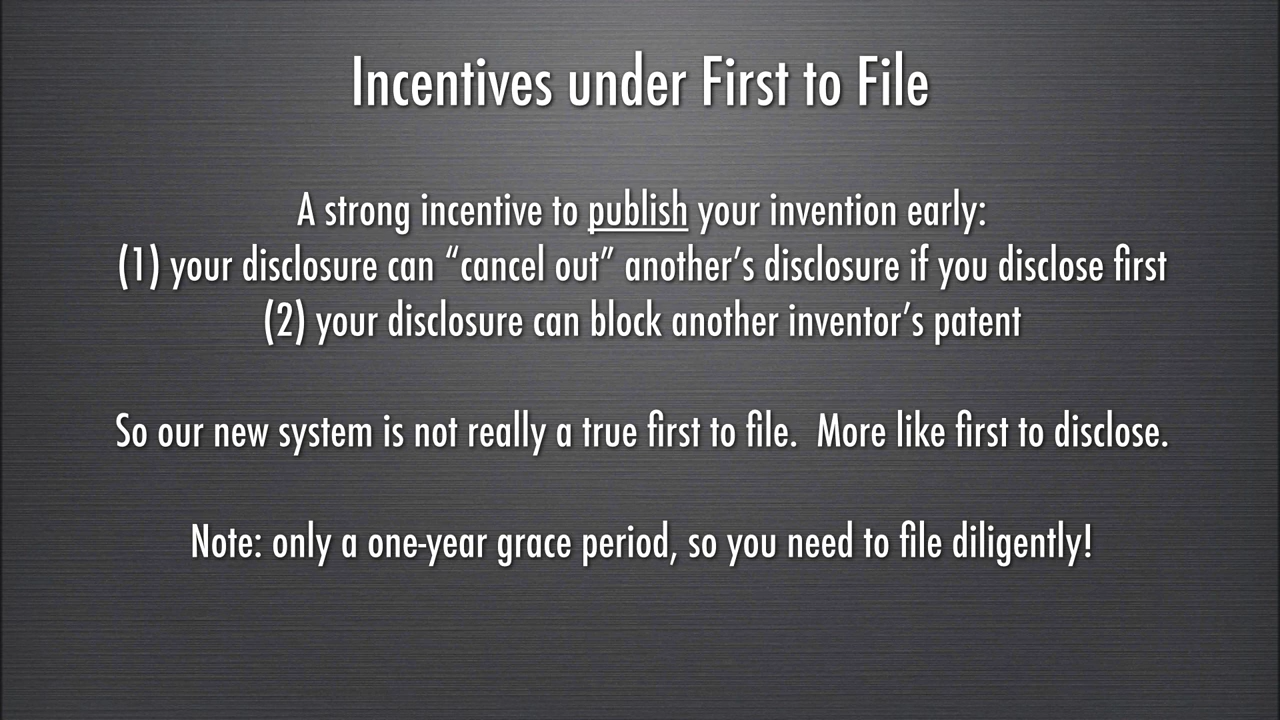 Incentives under First to File
A strong incentive to publish your invention early:
(1) your disclosure can “cancel out” another’s disclosure if you disclose first
(2) your disclosure can block another inventor’s patent
So our new system is not really a true first to file.  More like first to disclose.
Note: only a one-year grace period, so you need to file diligently!